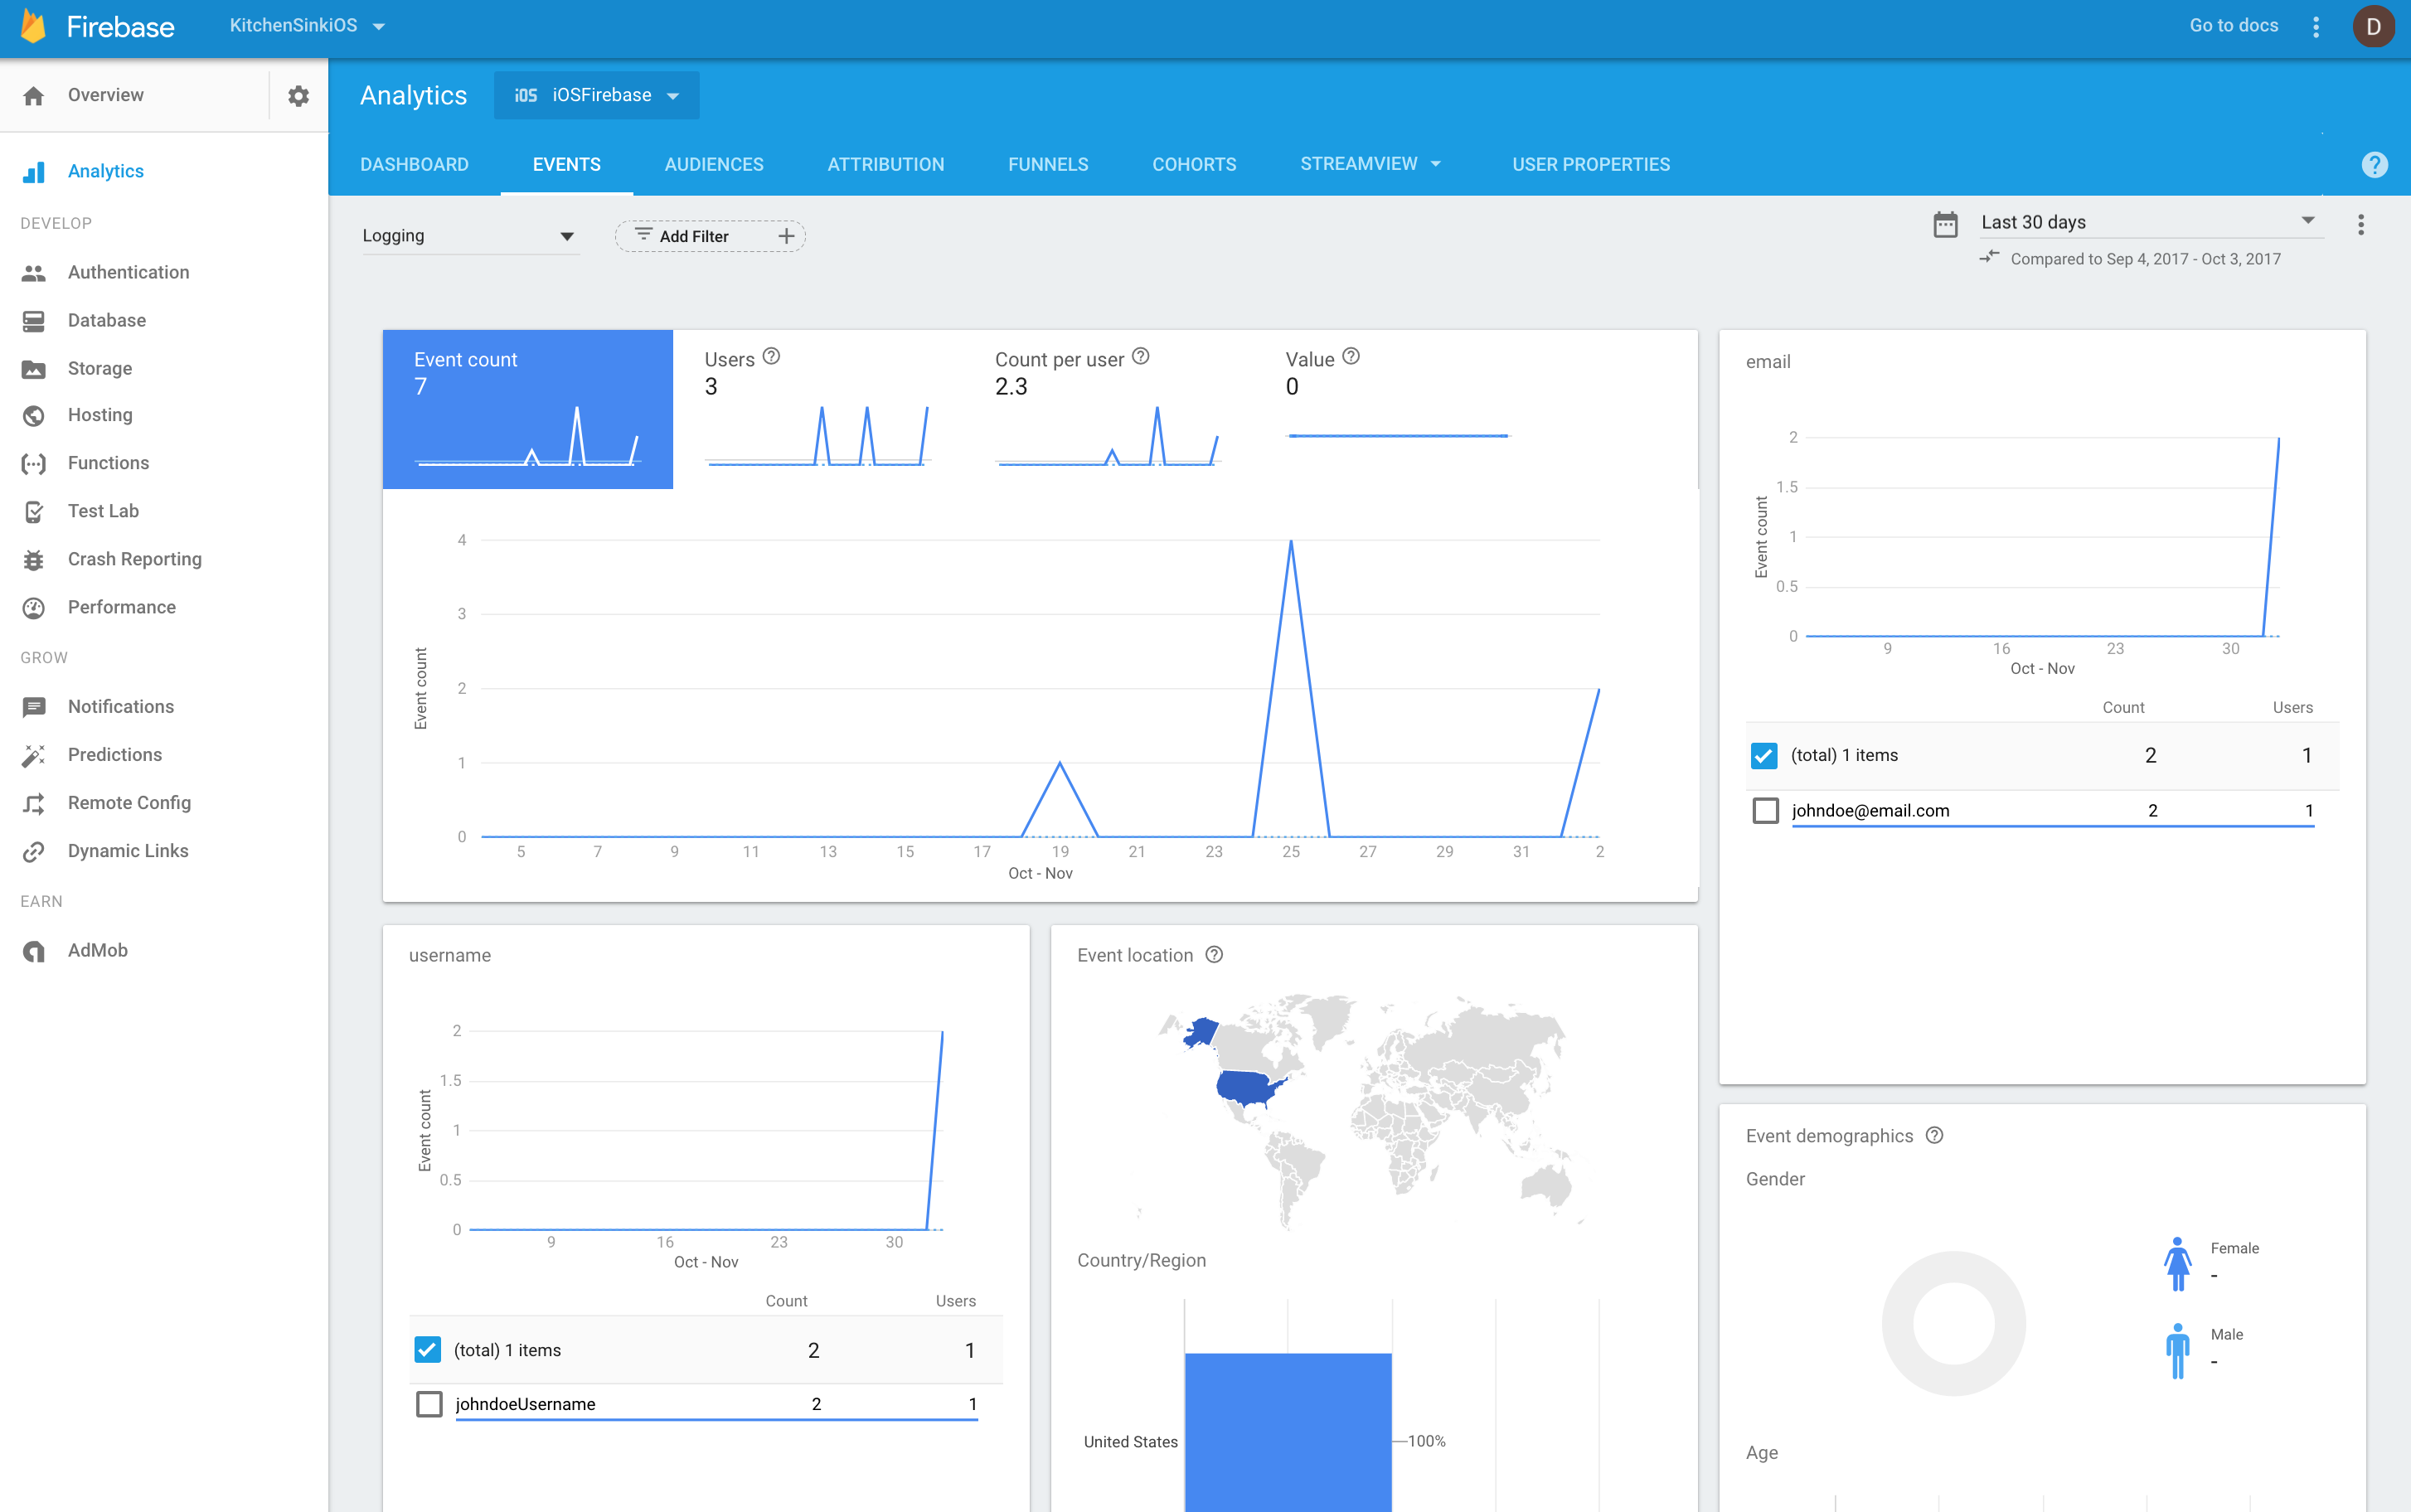 Firebase
KitchenSinkiOS
Go to docs
D
Overview
Analytics
DEVELOP
Authentication
Database
Storage
Hosting
Functions
Test Lab
Crash Reporting
Performance
GROW
Notifications
Predictions
Remote Config
Dynamic Links
EARN
AdMob
Analytics
iOS iOSFirebase
DASHBOARD EVENTS AUDIENCES ATTRIBUTION FUNNELS COHORTS STREAMVIEW USER PROPERTIES
?
Logging
Add Filter
Last 30 days
Compared to Sep 4, 2017 - Oct 3, 2017
Event count
7
Users ?
3
Count per user ?
2.3
Value ?
0
Event count
4
3
2
1
0
5 7 9 11 13 15 17 19 21 23 25 27 29 31 2
Oct - Nov
email
Event count
2
1.5
1
0.5
0
9 16 23 30
Oct - Nov
Count Users
(total) 1 items 2 1
johndoe@email.com 2 1
username
Event count
2
1.5
1
0.5
0
9 16 23 30
Oct - Nov
Count Users
(total) 1 items 2 1
johndoeUsername 2 1
Event location ?
Country/Region
United States 100%
Event demographics ?
Gender
Female
-
Male
-
Age